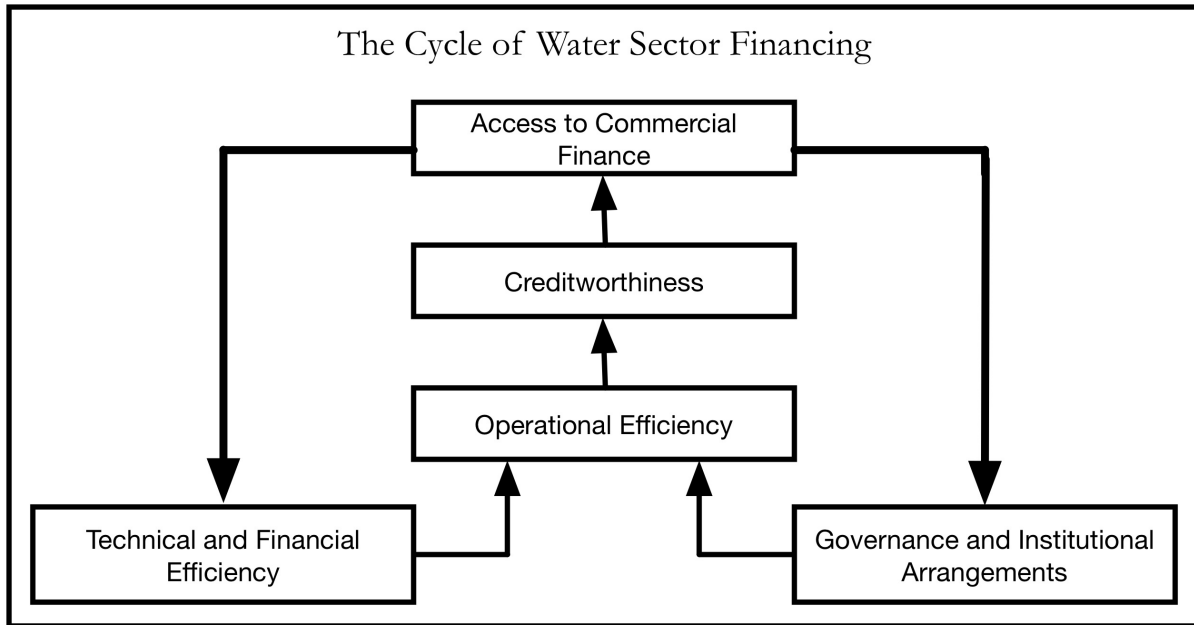 The Cycle of Water Sector Financing
Access to Commercial
Finance
Creditworthiness
Operational Efficiency
Technical and Financial
Efficiency
Governance and Institutional
Arrangements